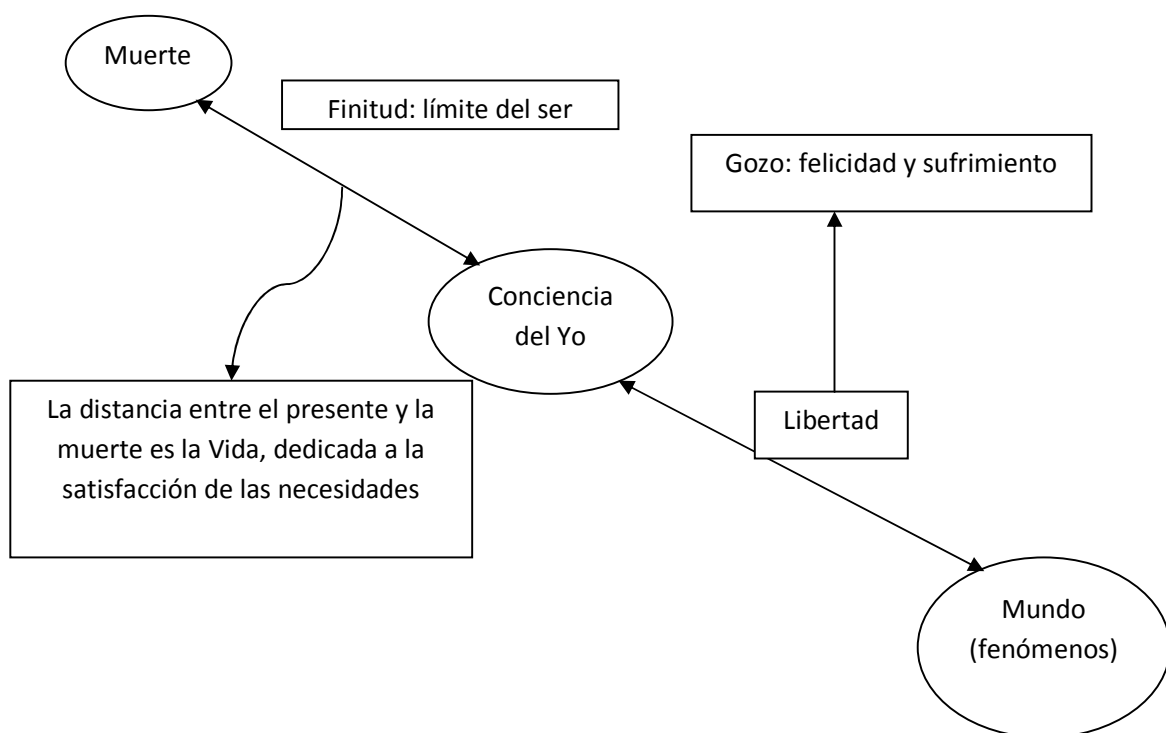 Muerte
Finitud: límite del ser
Gozo: felicidad y sufrimiento
Conciencia
del Yo
La distancia entre el presente y la
muerte es la Vida, dedicada a la
satisfacción de las necesidades
Libertad
Mundo
(fenómenos)